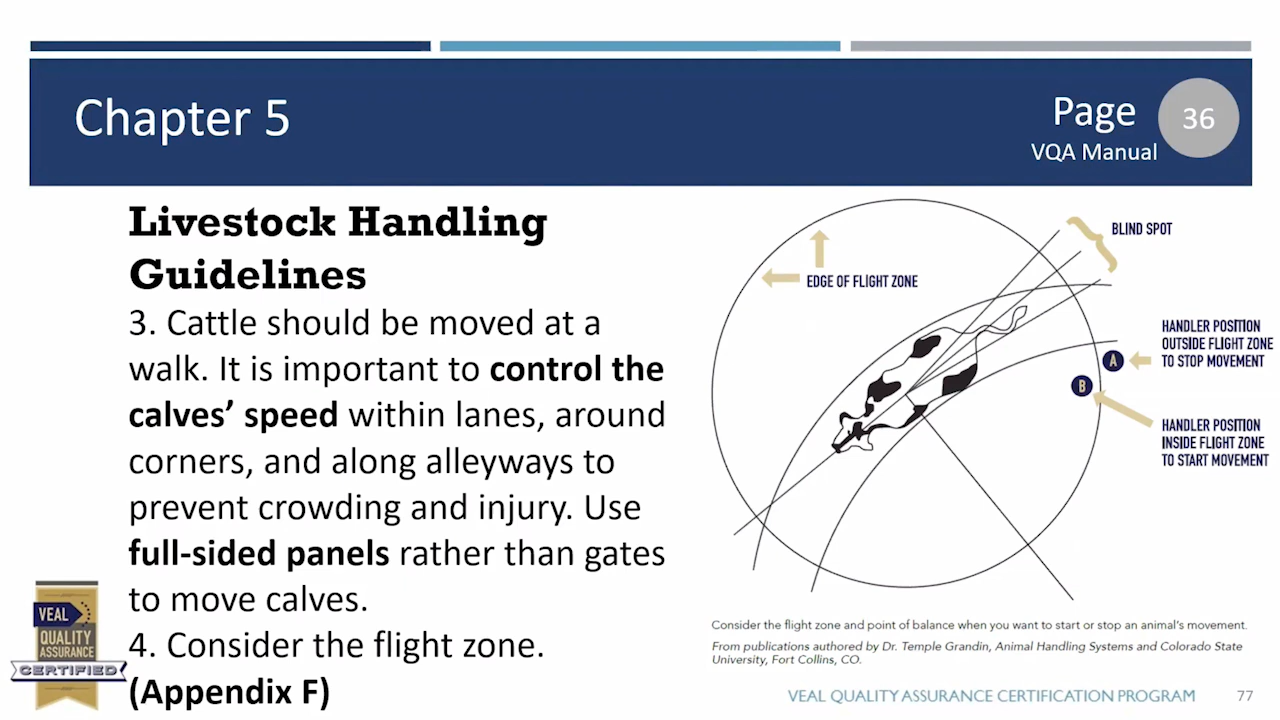 Chapter 5
Page
36
VQA Manual
Livestock Handling
Guidelines
3. Cattle should be moved at a
walk. It is important to control the
calves’ speed within lanes, around
corners, and along alleyways to
prevent crowding and injury. Use
full-sided panels rather than gates
to move calves.
4. Consider the flight zone.
(Appendix F)
BLIND SPOT
EDGE OF FLIGHT ZONE
HANDLER POSITION
OUTSIDE FLIGHT ZONE
TO STOP MOVEMENT
A
B
HANDLER POSITION
INSIDE FLIGHT ZONE
TO START MOVEMENT
Consider the flight zone and point of balance when you want to start or stop an animal's movement.
From publications authored by Dr. Temple Grandin, Animal Handling Systems and Colorado State
University, Fort Collins, CO.
VEAL
QUALITY
ASSURANCE
CERTIFIED
VEAL QUALITY ASSURANCE CERTIFICATION PROGRAM
77